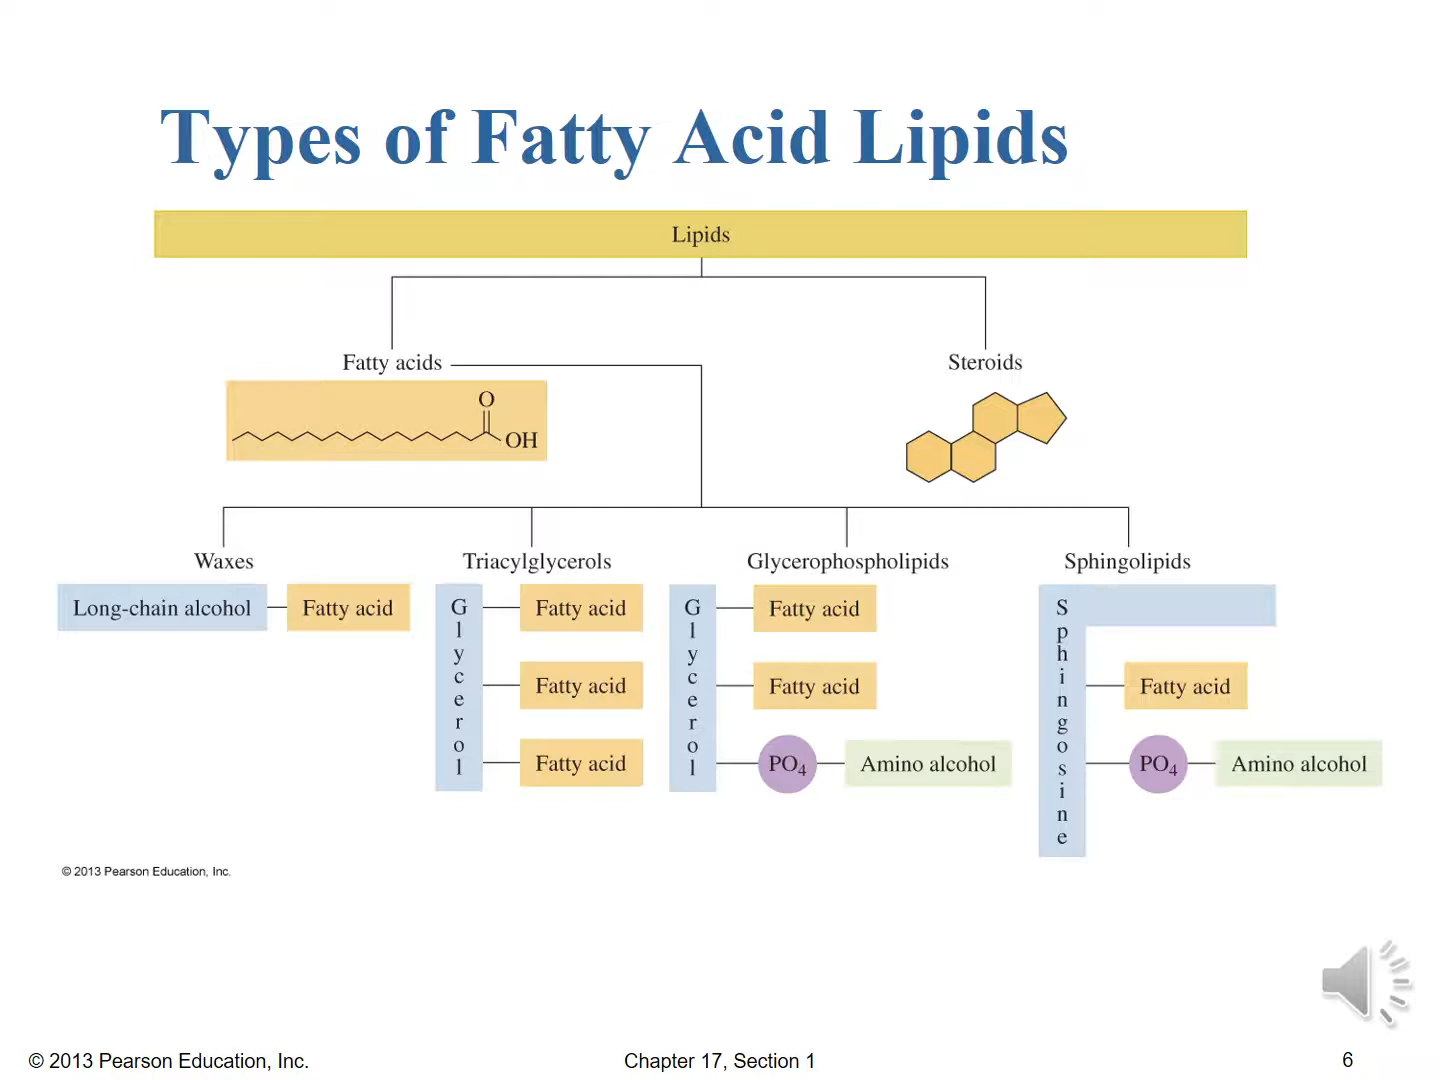 Types of Fatty Acid Lipids
Lipids
Fatty acids
Steroids
O
OH
Waxes
Triacylglycerols
Glycerophospholipids
Sphingolipids
Long-chain alcohol
Fatty acid
Glycerol
Fatty acid
Fatty acid
Fatty acid
Glycerol
Fatty acid
Fatty acid
PO4
Amino alcohol
Sphingosine
Fatty acid
PO4
Amino alcohol
© 2013 Pearson Education, Inc.
© 2013 Pearson Education, Inc.
Chapter 17, Section 1
6